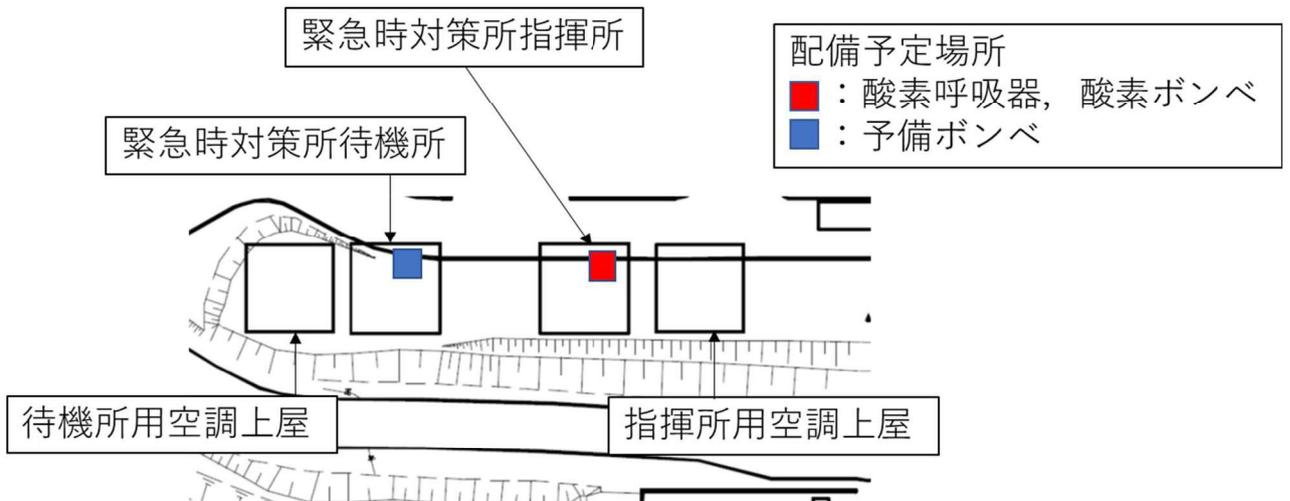 緊急時対策所指揮所
配備予定場所
：酸素呼吸器，酸素ボンベ
：予備ボンベ
緊急時対策所待機所
待機所用空調上屋
指揮所用空調上屋